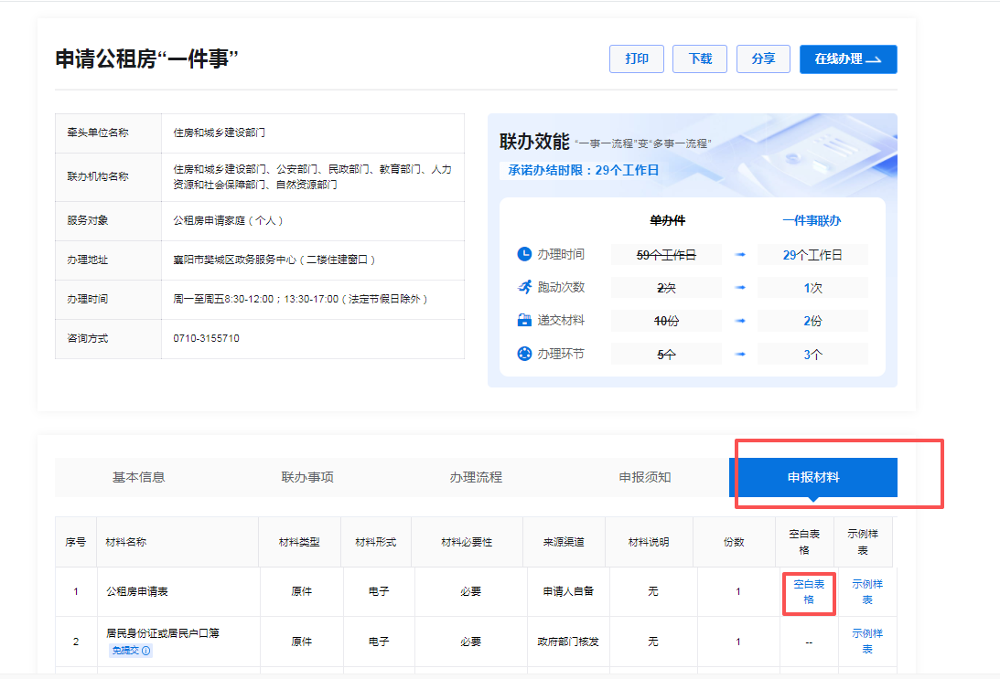 申请公租房“一件事”
打印 下载 分享 在线办理
牵头单位名称 住房和城乡建设部门
联办机构名称 住房和城乡建设部门、公安部门、民政部门、教育部门、人力
资源和社会保障部门、自然资源部门
服务对象 公租房申请家庭（个人）
办理地址 襄阳市樊城区政务服务中心（二楼住建窗口）
办理时间 周一至周五8:30-12:00；13:30-17:00（法定节假日除外）
咨询方式 0710-3155710
联办效能 “一事一流程”变“多事一流程”
承诺办结时限：29个工作日
单办件 一件事联办
办理时间 59个工作日 29个工作日
跑动次数 2次 1次
递交材料 10份 2份
办理环节 5个 3个
基本信息 联办事项 办理流程 申报须知 申报材料
序号 材料名称 材料类型 材料形式 材料必要性 来源渠道 材料说明 份数 空白表格 示例样表
1 公租房申请表 原件 电子 必要 申请人自备 无 1 空白表格 示例样表
2 居民身份证或居民户口簿 原件 电子 必要 政府部门核发 无 1 -- 示例样表
免提交